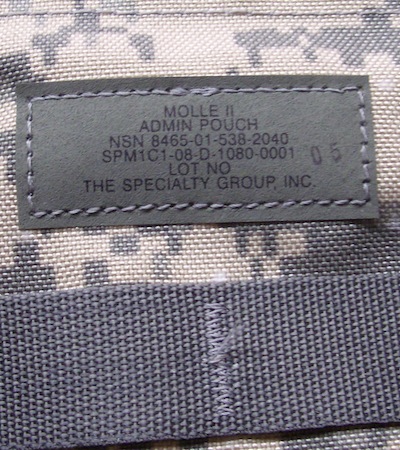 MOLLE II
ADMIN POUCH
NSN 8465-01-538-2040
SPM1C1-08-D-1080-0001 05
LOT NO
THE SPECIALTY GROUP, INC.